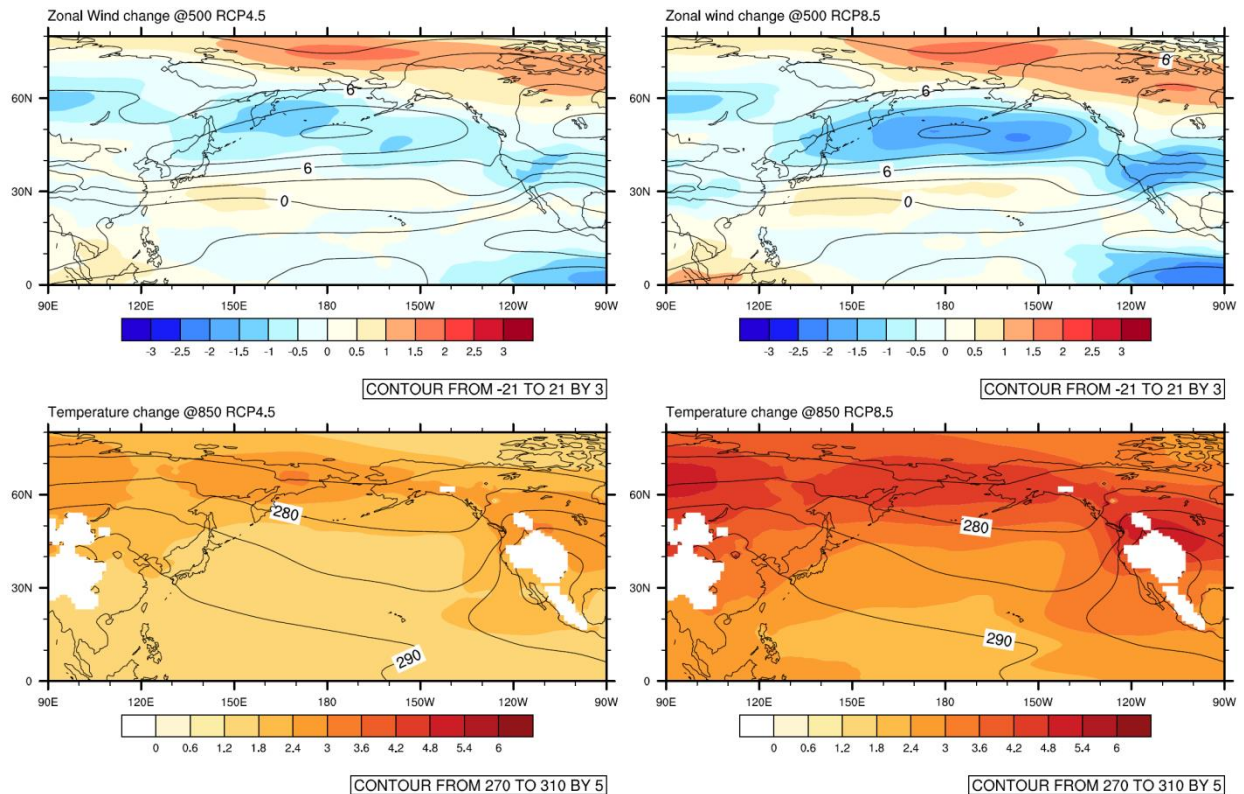 Zonal Wind change @500 RCP4.5
6
60N
6
30N
0
0
90E 120E 150E 180 150W 120W 90W
-3 -2.5 -2 -1.5 -1 -0.5 0 0.5 1 1.5 2 2.5 3
CONTOUR FROM -21 TO 21 BY 3
Zonal wind change @500 RCP8.5
6
6
60N
6
30N
0
0
90E 120E 150E 180 150W 120W 90W
-3 -2.5 -2 -1.5 -1 -0.5 0 0.5 1 1.5 2 2.5 3
CONTOUR FROM -21 TO 21 BY 3
Temperature change @850 RCP4.5
60N
280
30N
290
0
90E 120E 150E 180 150W 120W 90W
0 0.6 1.2 1.8 2.4 3 3.6 4.2 4.8 5.4 6
CONTOUR FROM 270 TO 310 BY 5
Temperature change @850 RCP8.5
60N
280
30N
290
0
90E 120E 150E 180 150W 120W 90W
0 0.6 1.2 1.8 2.4 3 3.6 4.2 4.8 5.4 6
CONTOUR FROM 270 TO 310 BY 5